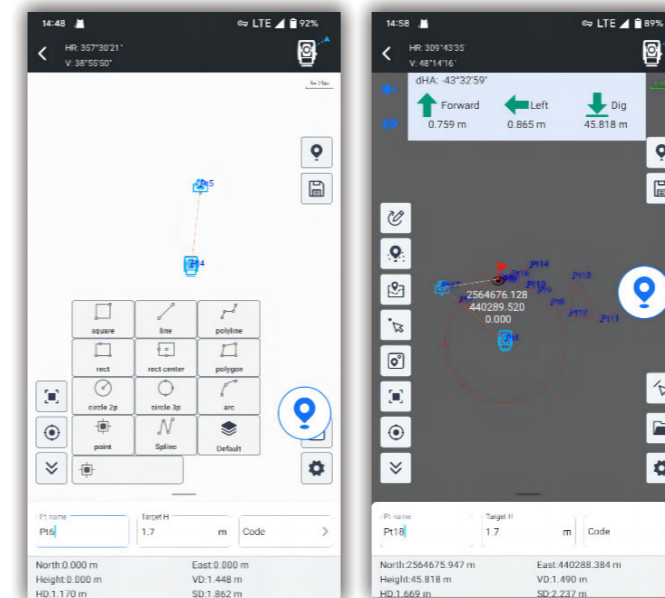 14:48
LTE 92%
HR: 357°30'21"
V: 38°55'50"
Pt5
Pt4
square
line
polyline
rect
rect center
polygon
circle 2p
circle 3p
arc
point
Spline
Default
Pt name
Pt6
Target H
1.7 m
Code
North:0.000 m
East:0.000 m
Height:0.000 m
VD:1.448 m
HD:1.170 m
SD:1.862 m
14:58
LTE 89%
HR: 309°43'35"
V: 48°14'16"
dHA: -43°32'59"
Forward
Left
Dig
0.759 m
0.865 m
45.818 m
Pt14
Pt16
Pt13
Pt10
Pt9
Pt8
Pt12
Pt11
2564676.128
440289.520
0.000
Pt name
Pt18
Target H
1.7 m
Code
North:2564675.947 m
East:440288.384 m
Height:45.818 m
VD:1.490 m
HD:1.669 m
SD:2.237 m